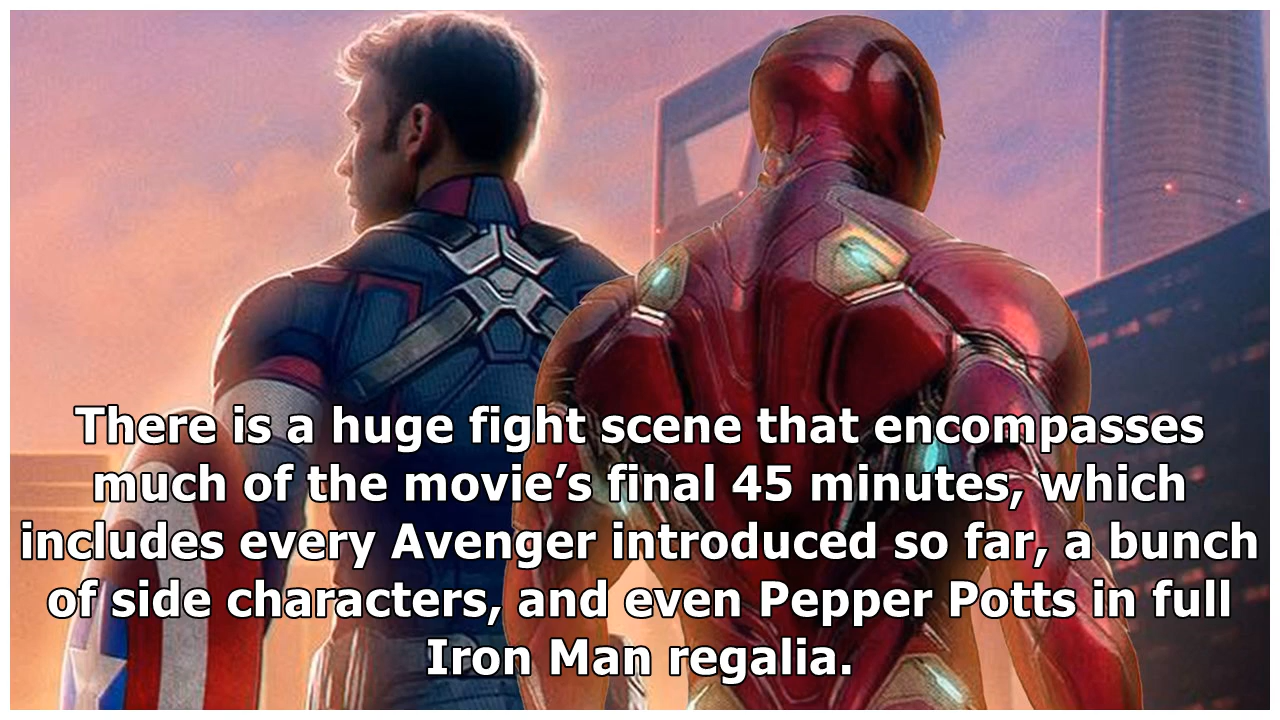 There is a huge fight scene that encompasses
much of the movie’s final 45 minutes, which
includes every Avenger introduced so far, a bunch
of side characters, and even Pepper Potts in full
Iron Man regalia.